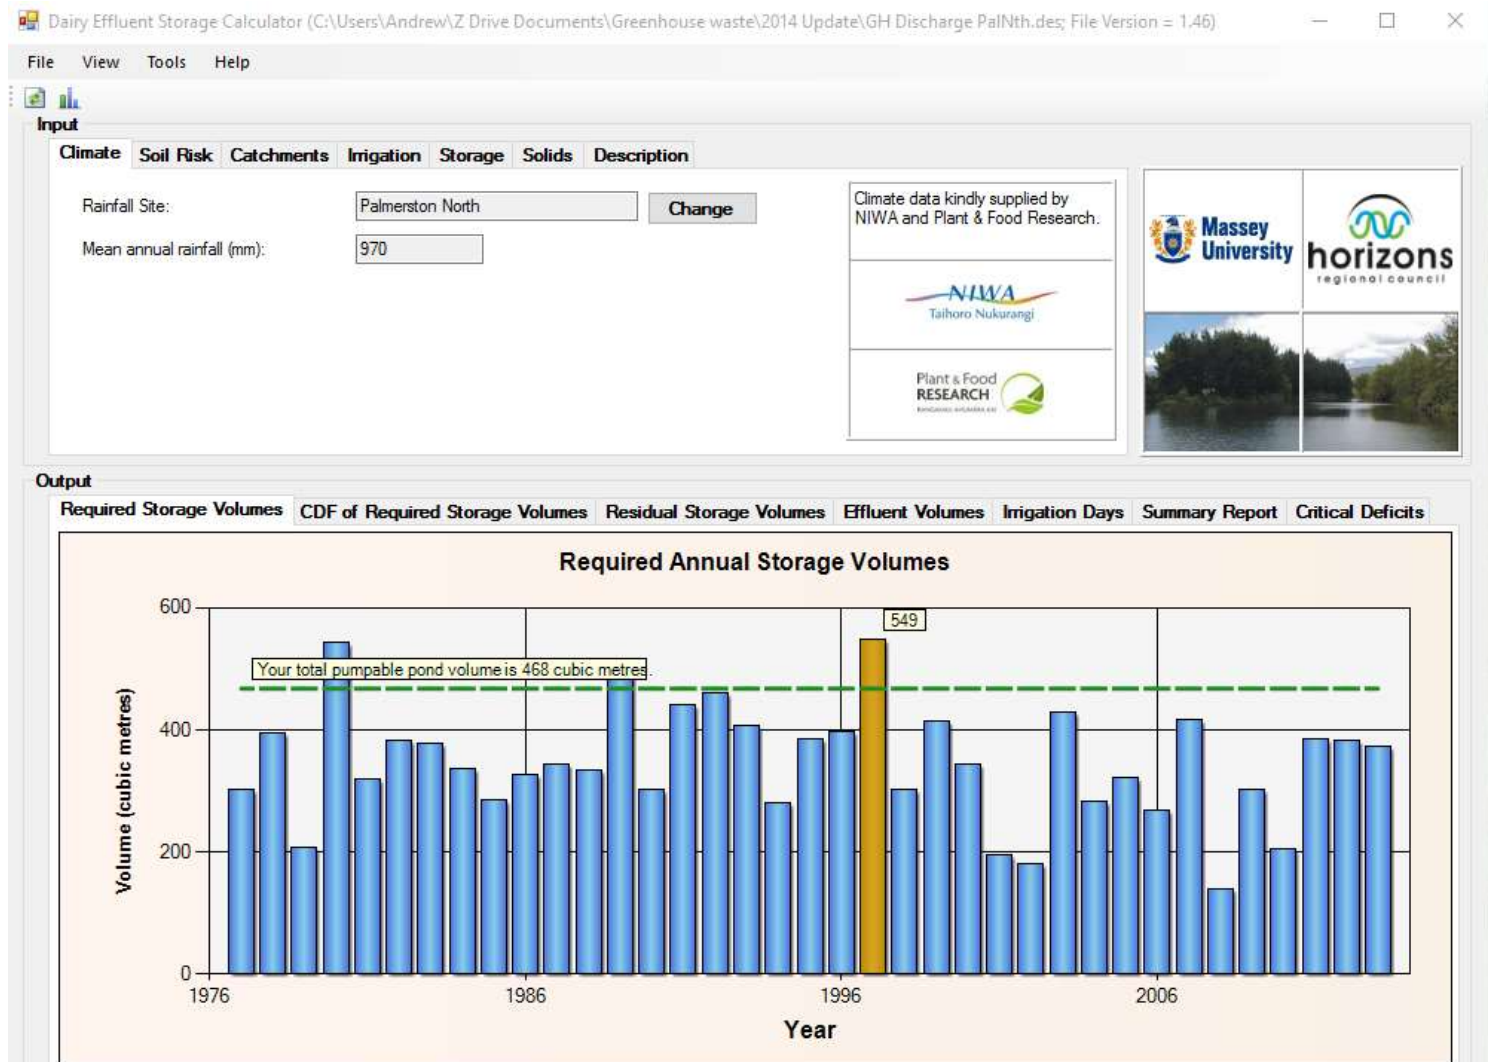 Dairy Effluent Storage Calculator (C:\Users\Andrew\Z Drive Documents\Greenhouse waste\2014 Update\GH Discharge PalNth.des; File Version = 1.46)
File View Tools Help
Input
Climate Soil Risk Catchments Irrigation Storage Solids Description
Rainfall Site: Palmerston North Change
Mean annual rainfall (mm): 970
Climate data kindly supplied by
NIWA and Plant & Food Research.
NIWA
Taihoro Nukurangi
Plant & Food
RESEARCH
Massey
University
horizons
regional council
Output
Required Storage Volumes CDF of Required Storage Volumes Residual Storage Volumes Effluent Volumes Irrigation Days Summary Report Critical Deficits
Required Annual Storage Volumes
600
549
Your total pumpable pond volume is 468 cubic metres.
400
Volume (cubic metres)
200
0
1976 1986 1996 2006
Year